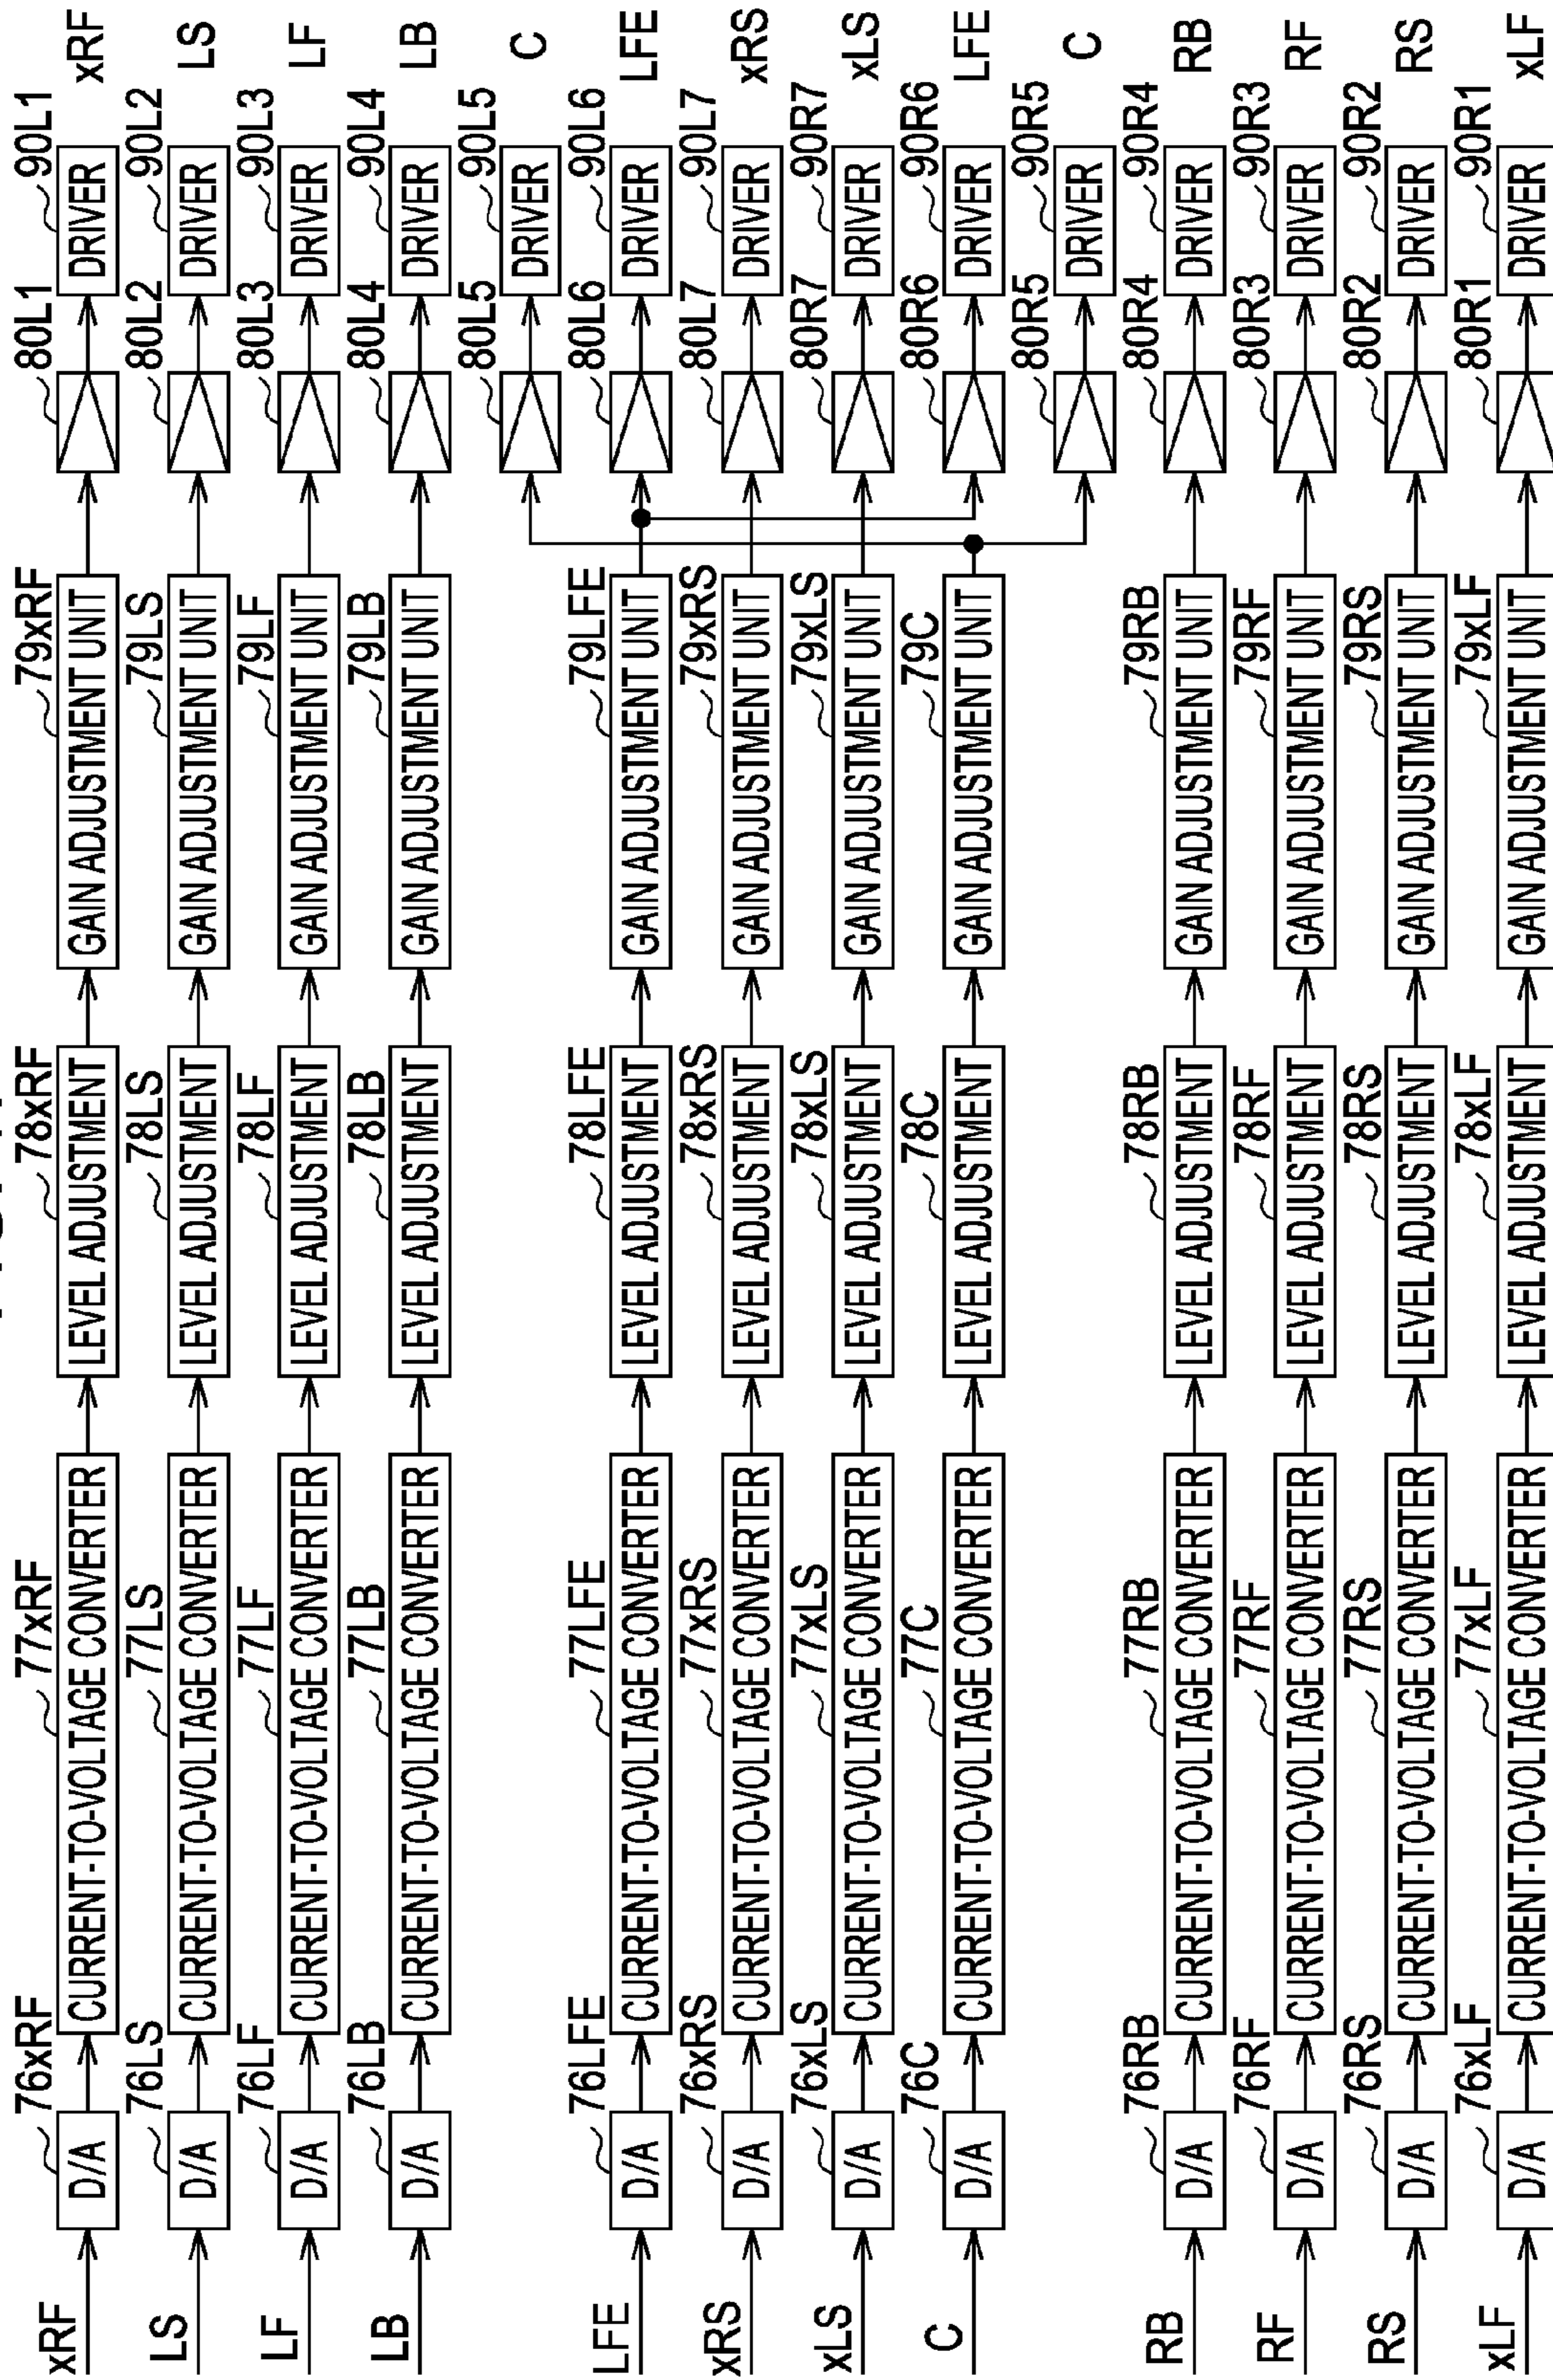 xRF
76xRF
D/A
77xRF
CURRENT-TO-VOLTAGE CONVERTER
78xRF
LEVEL ADJUSTMENT
79xRF
GAIN ADJUSTMENT UNIT
80L1
90L1
DRIVER
xRF
LS
76LS
D/A
77LS
CURRENT-TO-VOLTAGE CONVERTER
78LS
LEVEL ADJUSTMENT
79LS
GAIN ADJUSTMENT UNIT
80L2
90L2
DRIVER
LS
LF
76LF
D/A
77LF
CURRENT-TO-VOLTAGE CONVERTER
78LF
LEVEL ADJUSTMENT
79LF
GAIN ADJUSTMENT UNIT
80L3
90L3
DRIVER
LF
LB
76LB
D/A
77LB
CURRENT-TO-VOLTAGE CONVERTER
78LB
LEVEL ADJUSTMENT
79LB
GAIN ADJUSTMENT UNIT
80L4
90L4
DRIVER
LB
80L5
90L5
DRIVER
C
LFE
76LFE
D/A
77LFE
CURRENT-TO-VOLTAGE CONVERTER
78LFE
LEVEL ADJUSTMENT
79LFE
GAIN ADJUSTMENT UNIT
80L6
90L6
DRIVER
LFE
xRS
76xRS
D/A
77xRS
CURRENT-TO-VOLTAGE CONVERTER
78xRS
LEVEL ADJUSTMENT
79xRS
GAIN ADJUSTMENT UNIT
80L7
90L7
DRIVER
xRS
xLS
76xLS
D/A
77xLS
CURRENT-TO-VOLTAGE CONVERTER
78xLS
LEVEL ADJUSTMENT
79xLS
GAIN ADJUSTMENT UNIT
80R7
90R7
DRIVER
xLS
C
76C
D/A
77C
CURRENT-TO-VOLTAGE CONVERTER
78C
LEVEL ADJUSTMENT
79C
GAIN ADJUSTMENT UNIT
80R6
90R6
DRIVER
LFE
80R5
90R5
DRIVER
C
RB
76RB
D/A
77RB
CURRENT-TO-VOLTAGE CONVERTER
78RB
LEVEL ADJUSTMENT
79RB
GAIN ADJUSTMENT UNIT
80R4
90R4
DRIVER
RB
RF
76RF
D/A
77RF
CURRENT-TO-VOLTAGE CONVERTER
78RF
LEVEL ADJUSTMENT
79RF
GAIN ADJUSTMENT UNIT
80R3
90R3
DRIVER
RF
RS
76RS
D/A
77RS
CURRENT-TO-VOLTAGE CONVERTER
78RS
LEVEL ADJUSTMENT
79RS
GAIN ADJUSTMENT UNIT
80R2
90R2
DRIVER
RS
xLF
76xLF
D/A
77xLF
CURRENT-TO-VOLTAGE CONVERTER
78xLF
LEVEL ADJUSTMENT
79xLF
GAIN ADJUSTMENT UNIT
80R1
90R1
DRIVER
xLF